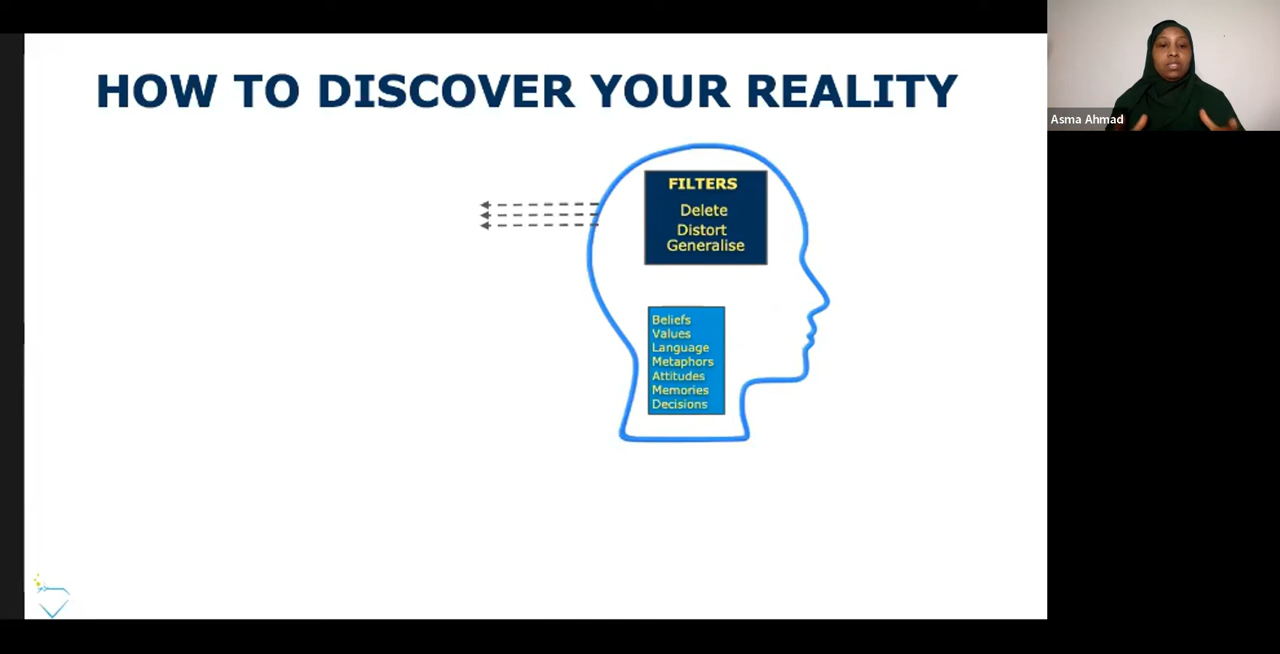 HOW TO DISCOVER YOUR REALITY
Asma Ahmad
FILTERS
Delete
Distort
Generalise
Beliefs
Values
Language
Metaphors
Attitudes
Memories
Decisions